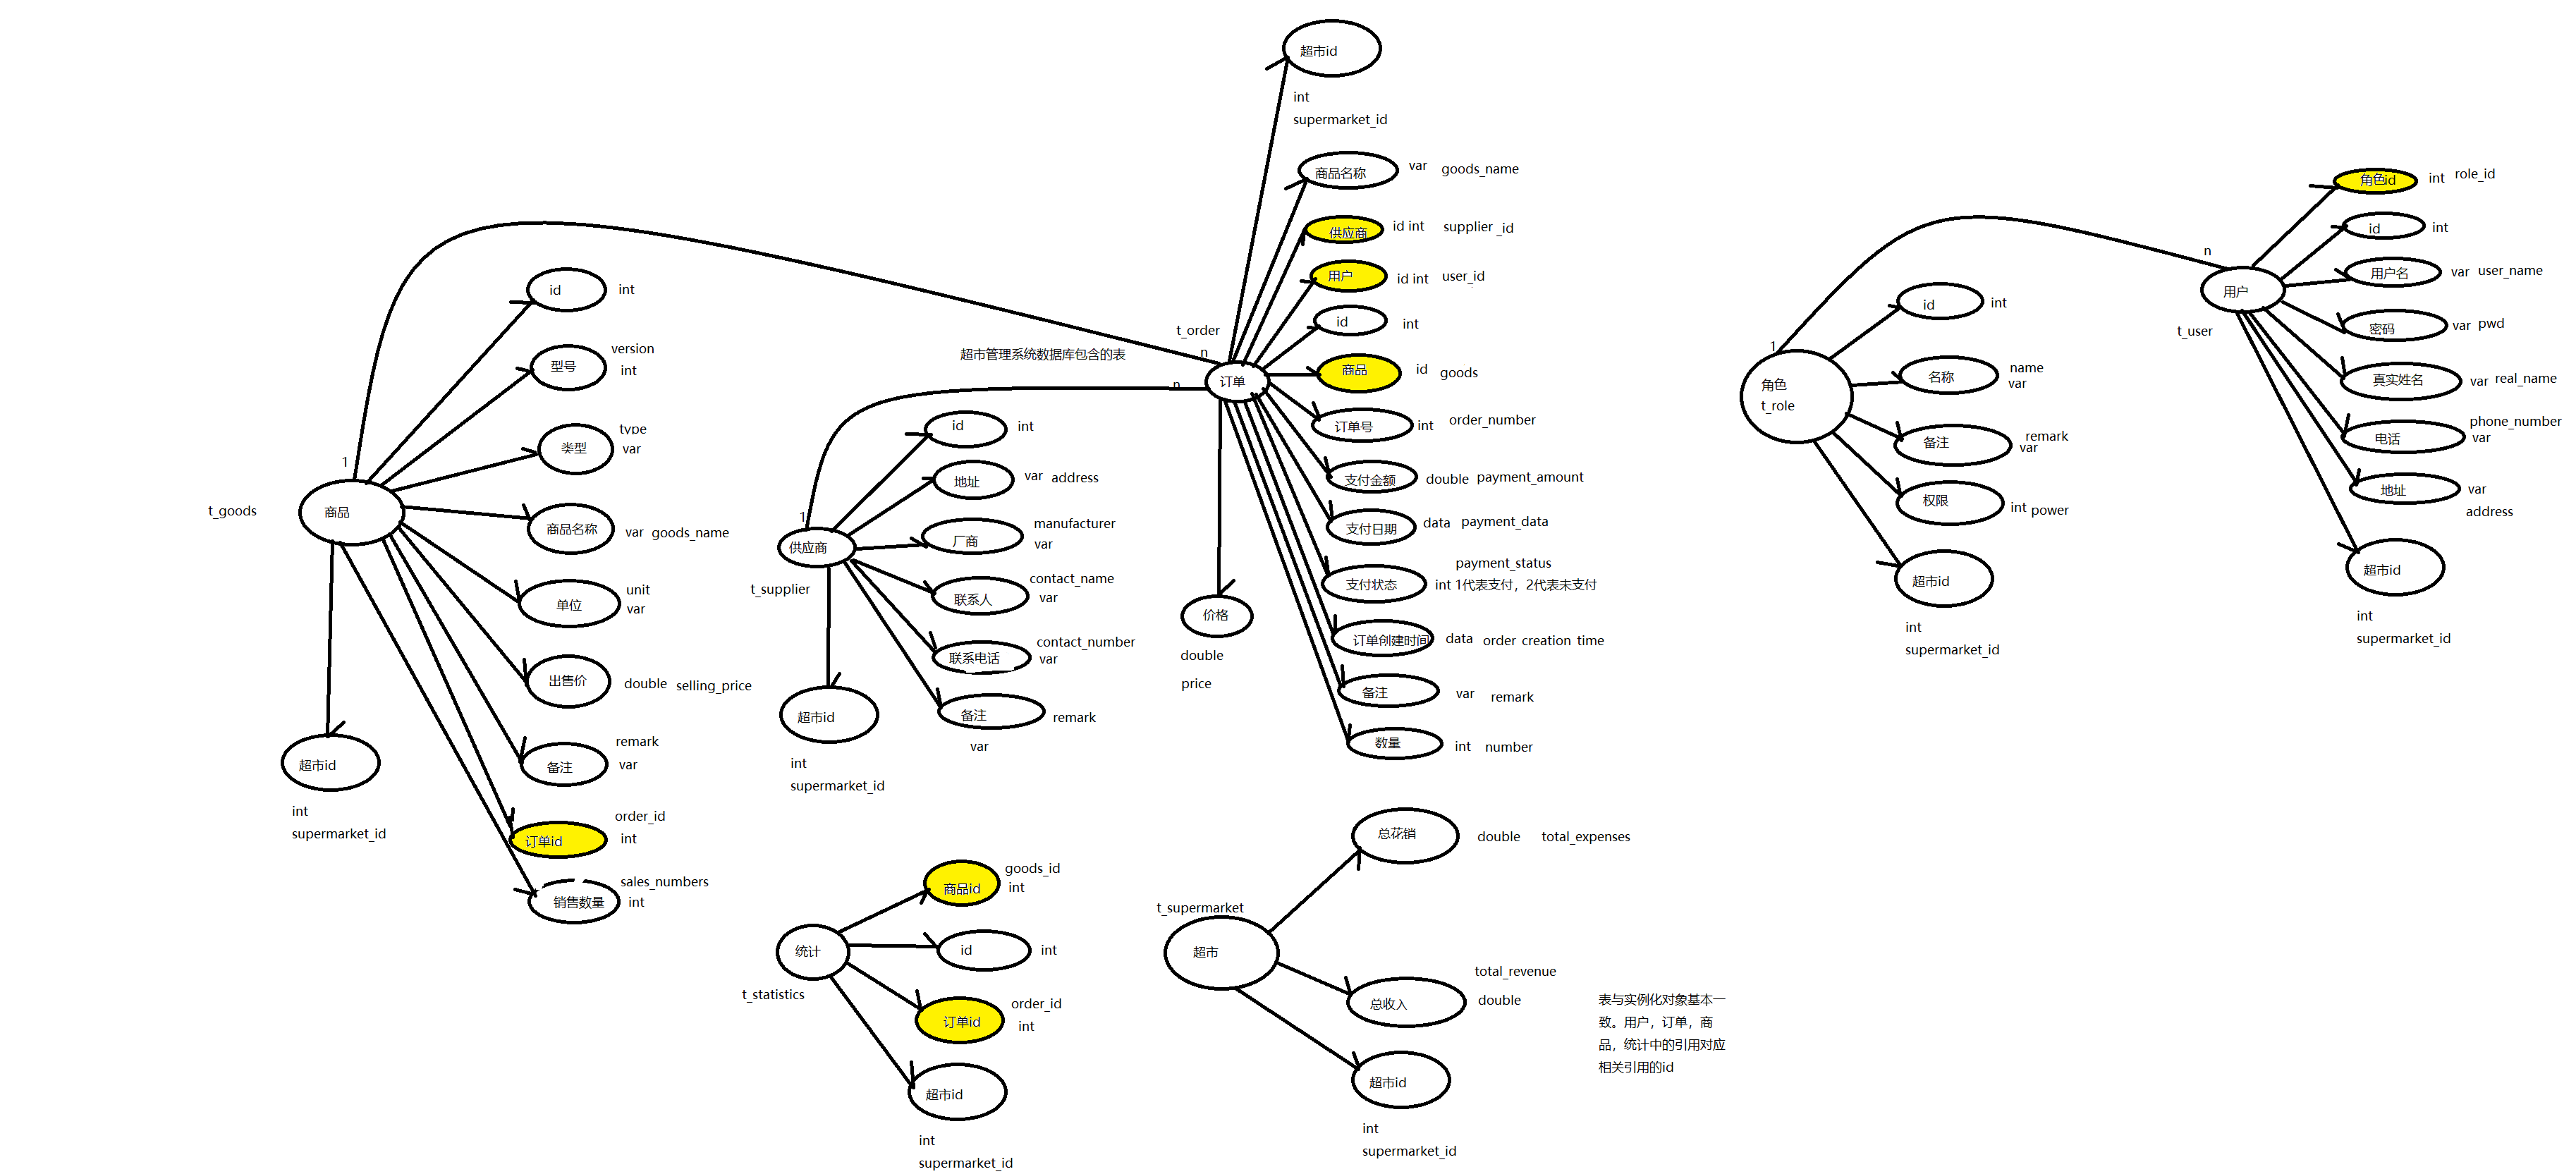 超市id
int
supermarket_id
商品名称 var goods_name
供应商 id int supplier _id
用户 id int user_id
id int
商品 id goods
订单号 int order_number
支付金额 double payment_amount
支付日期 data payment_data
payment_status
支付状态 int 1代表支付，2代表未支付
订单创建时间 data order creation time
备注 var remark
数量 int number
t_order
n
订单
n
价格
double
price
超市管理系统数据库包含的表
1
t_goods
商品
id int
version
型号 int
type
类型 var
商品名称 var goods_name
unit
单位 var
出售价 double selling_price
remark
备注 var
order_id
订单id int
sales_numbers
销售数量 int
超市id
int
supermarket_id
1
供应商
t_supplier
id int
地址 var address
manufacturer
厂商 var
contact_name
联系人 var
contact_number
联系电话 var
备注 remark
var
超市id
int
supermarket_id
1
角色
t_role
id int
name
名称 var
remark
备注 var
权限 int power
超市id
int
supermarket_id
n
用户
t_user
角色id int role_id
id int
用户名 var user_name
密码 var pwd
真实姓名 var real_name
phone_number
电话 var
地址 var
address
超市id
int
supermarket_id
统计
t_statistics
goods_id
商品id int
id int
order_id
订单id int
超市id
int
supermarket_id
t_supermarket
超市
总花销 double total_expenses
total_revenue
总收入 double
超市id
int
supermarket_id
表与实例化对象基本一
致。用户，订单，商
品，统计中的引用对应
相关引用的id